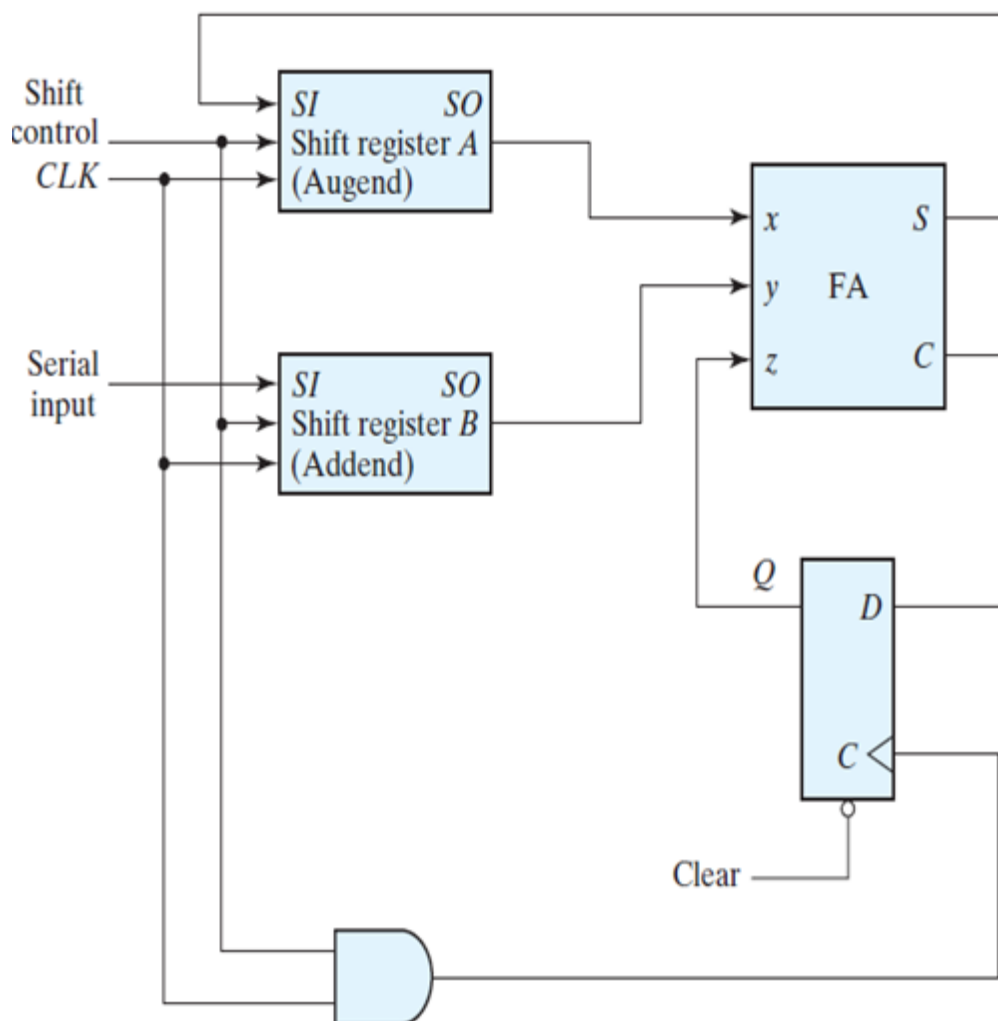 Shift
control
CLK
SI SO
Shift register A
(Augend)
x S
y FA
z C
Serial
input
SI SO
Shift register B
(Addend)
Q
D
C
Clear